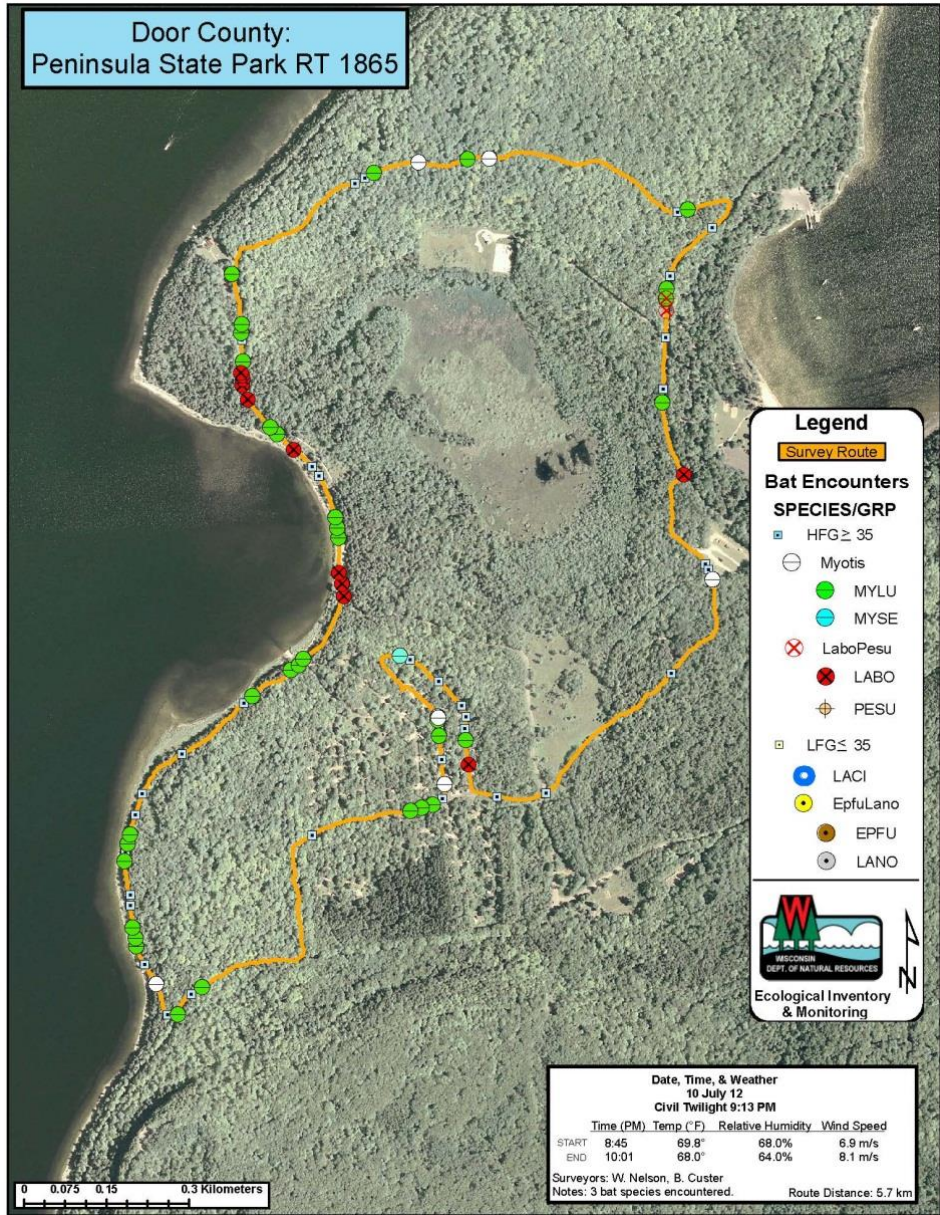 Door County:
Peninsula State Park RT 1865
Legend
Survey Route
Bat Encounters
SPECIES/GRP
HFG ≥ 35
Myotis
MYLU
MYSE
LaboPesu
LABO
PESU
LFG ≤ 35
LACI
EpfuLano
EPFU
LANO
W
WISCONSIN
DEPT. OF NATURAL RESOURCES
Ecological Inventory
& Monitoring
N
Date, Time, & Weather
10 July 12
Civil Twilight 9:13 PM
Time (PM) Temp (°F) Relative Humidity Wind Speed
START 8:45 69.8° 68.0% 6.9 m/s
END 10:01 68.0° 64.0% 8.1 m/s
Surveyors: W. Nelson, B. Custer
Notes: 3 bat species encountered. Route Distance: 5.7 km
0 0.075 0.15 0.3 Kilometers